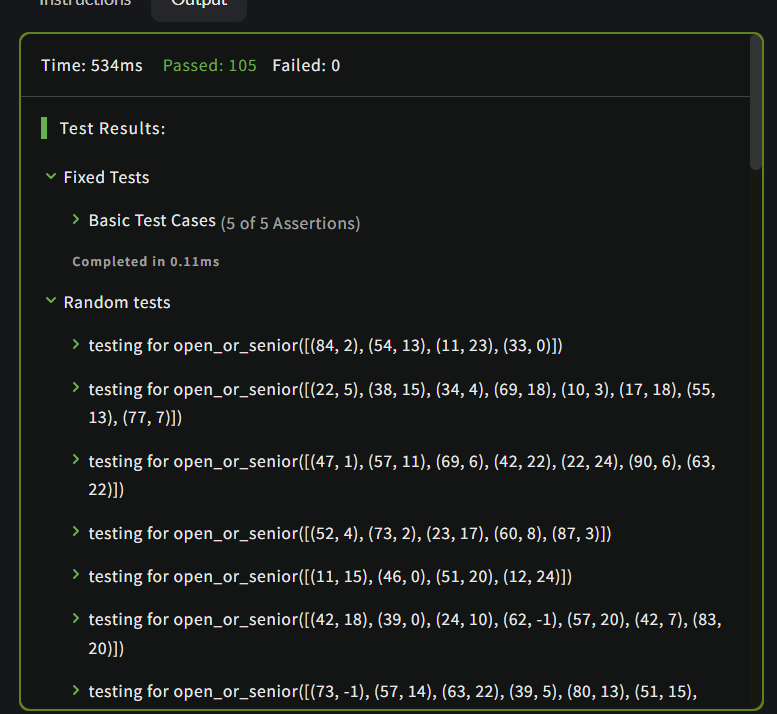 Instructions Output
Time: 534ms Passed: 105 Failed: 0
Test Results:
Fixed Tests
Basic Test Cases (5 of 5 Assertions)
Completed in 0.11ms
Random tests
testing for open_or_senior([(84, 2), (54, 13), (11, 23), (33, 0)])
testing for open_or_senior([(22, 5), (38, 15), (34, 4), (69, 18), (10, 3), (17, 18), (55,
13), (77, 7)])
testing for open_or_senior([(47, 1), (57, 11), (69, 6), (42, 22), (22, 24), (90, 6), (63,
22)])
testing for open_or_senior([(52, 4), (73, 2), (23, 17), (60, 8), (87, 3)])
testing for open_or_senior([(11, 15), (46, 0), (51, 20), (12, 24)])
testing for open_or_senior([(42, 18), (39, 0), (24, 10), (62, -1), (57, 20), (42, 7), (83,
20)])
testing for open_or_senior([(73, -1), (57, 14), (63, 22), (39, 5), (80, 13), (51, 15),